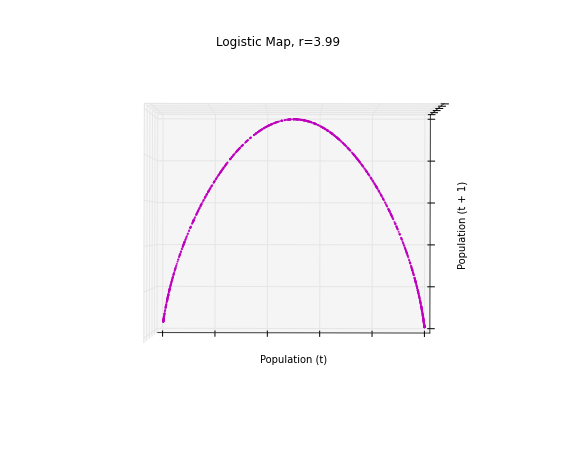 Logistic Map, r=3.99
Population (t + 1)
Population (t)